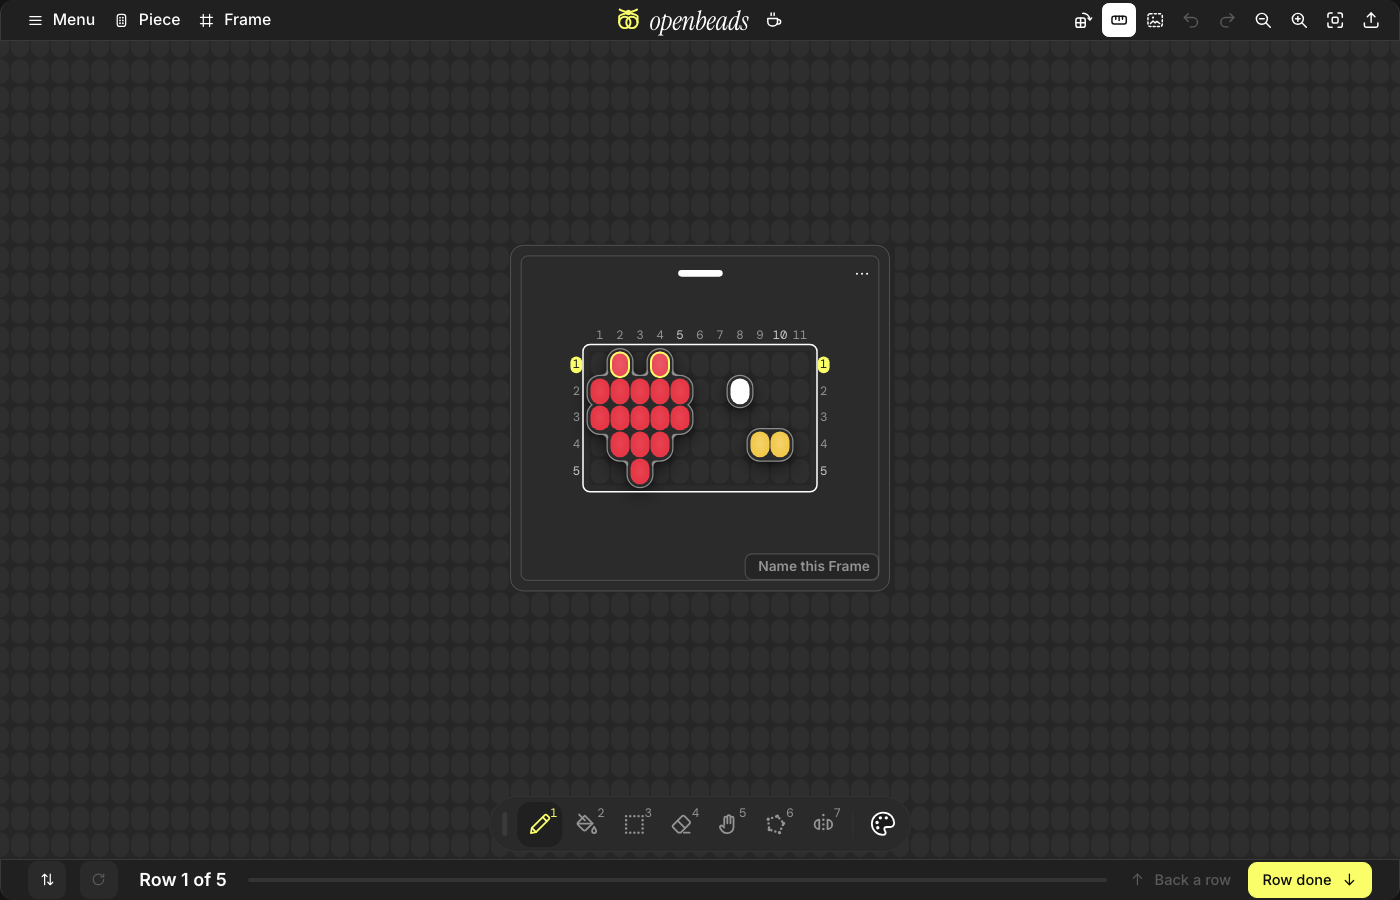 Menu Piece Frame openbeads
1 2 3 4 5 6 7 8 9 10 11
1 1
2 2
3 3
4 4
5 5
Name this Frame
1 2 3 4 5 6 7
Row 1 of 5 Back a row Row done